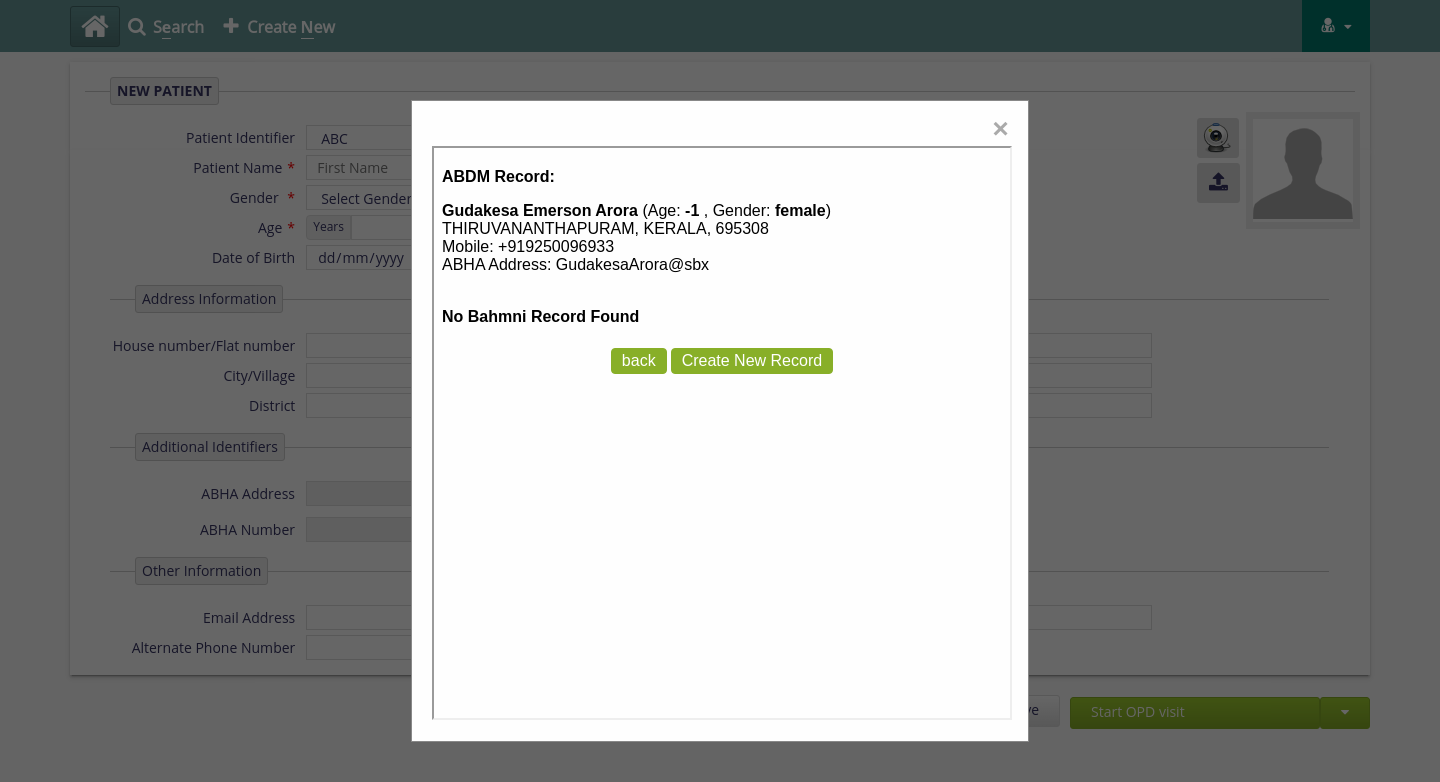 Search
Create New
NEW PATIENT
Patient Identifier ABC
Patient Name * First Name
Gender * Select Gender
Age * Years
Date of Birth dd/mm/yyyy
Address Information
House number/Flat number
City/Village
District
Additional Identifiers
ABHA Address
ABHA Number
Other Information
Email Address
Alternate Phone Number
×
ABDM Record:
Gudakesa Emerson Arora (Age: -1 , Gender: female)
THIRUVANANTHAPURAM, KERALA, 695308
Mobile: +919250096933
ABHA Address: GudakesaArora@sbx
No Bahmni Record Found
back Create New Record
Start OPD visit